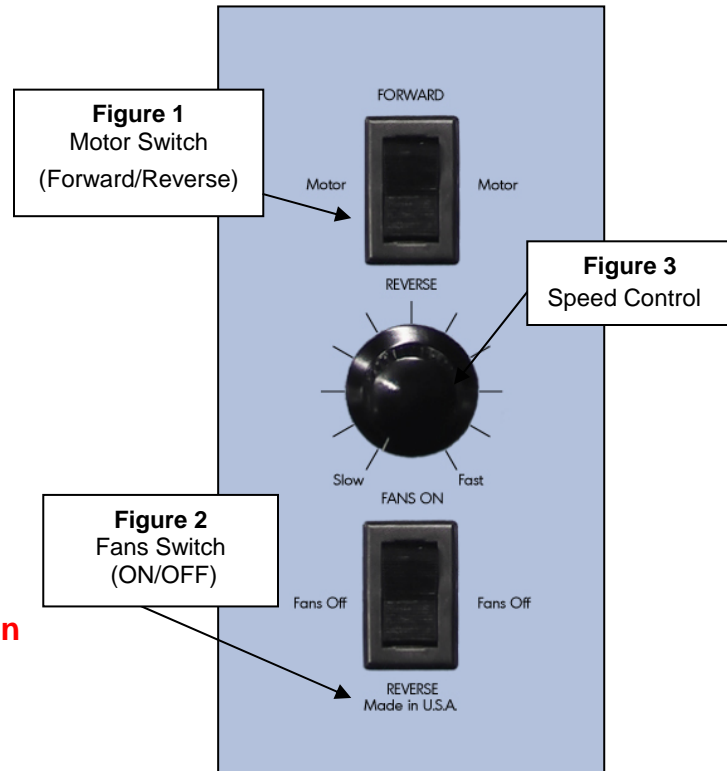 FORWARD
Figure 1
Motor Switch
(Forward/Reverse)
Motor
Motor
REVERSE
Figure 3
Speed Control
Slow
Fast
FANS ON
Figure 2
Fans Switch
(ON/OFF)
Fans Off
Fans Off
n
REVERSE
Made in U.S.A.